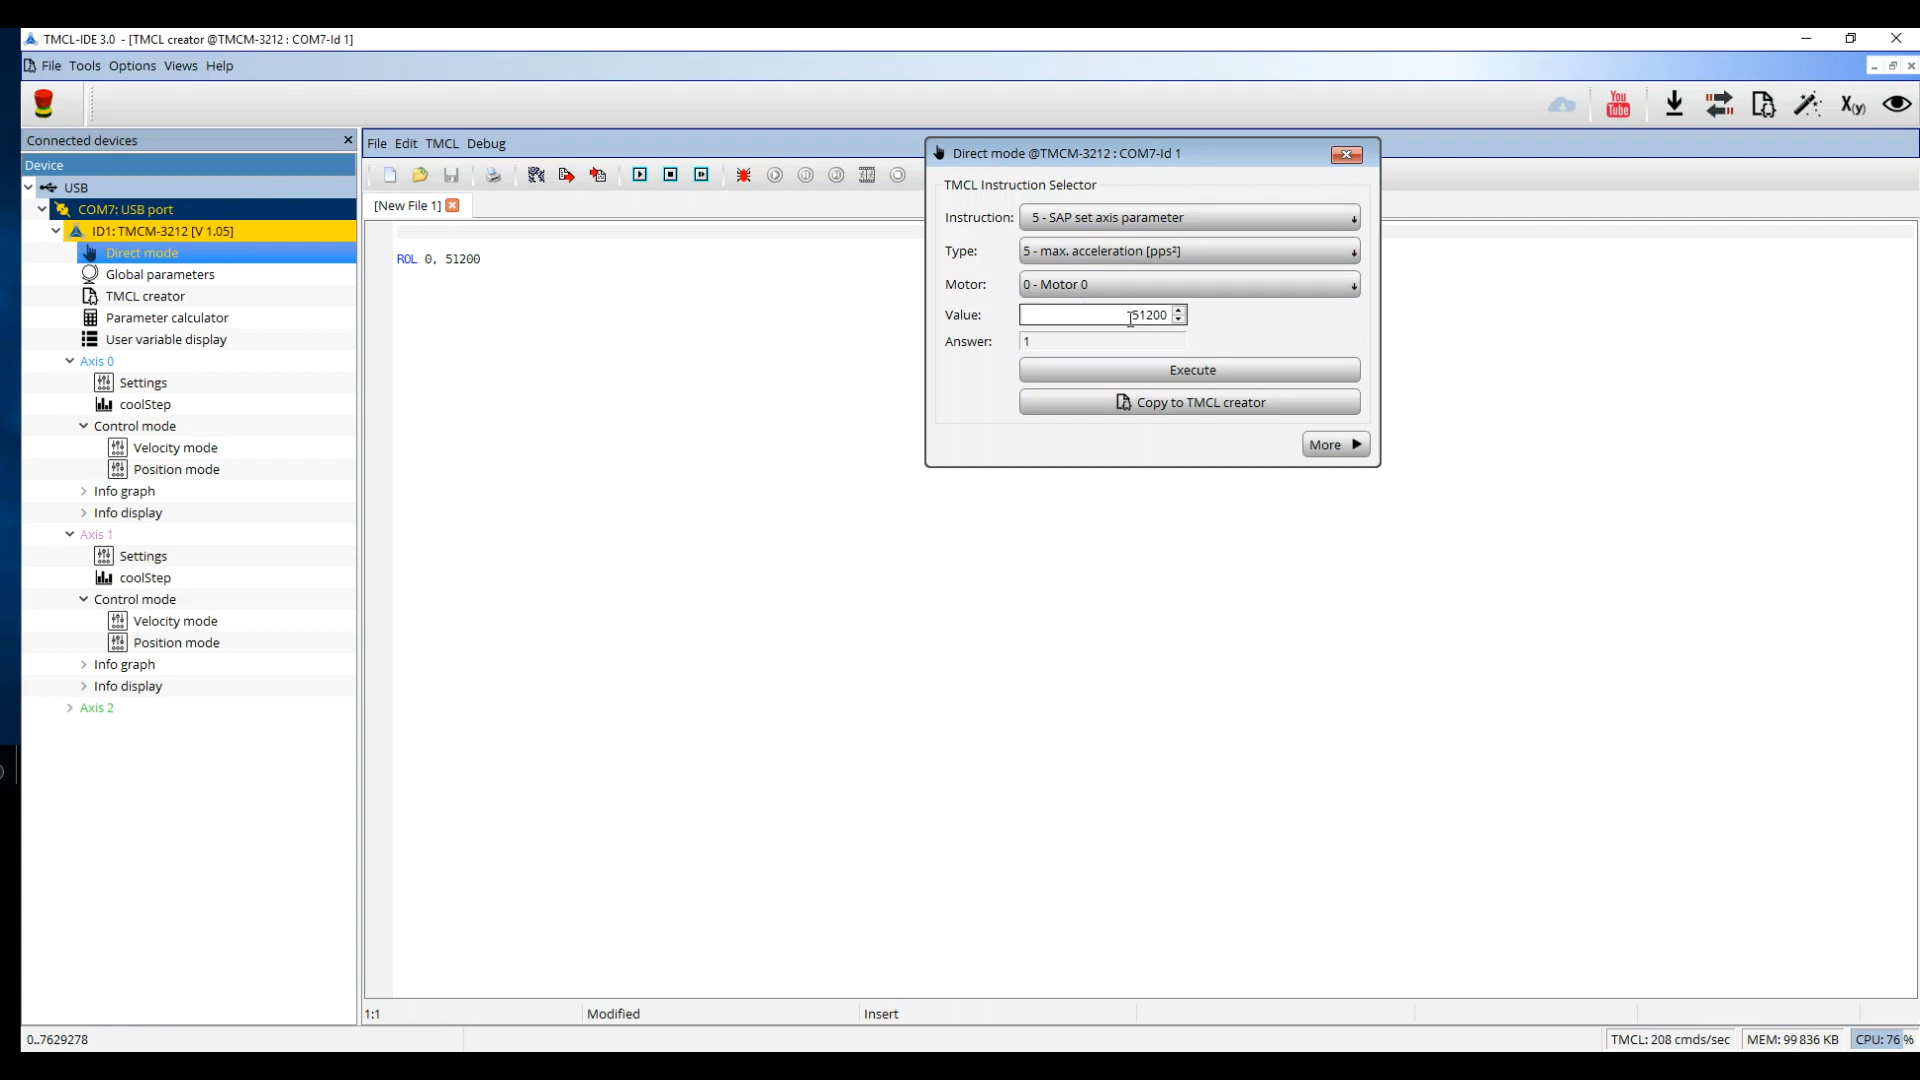 TMCL-IDE 3.0 - [TMCL creator @TMCM-3212 : COM7-Id 1]
File Tools Options Views Help
You Tube
X(y)
Connected devices
Device
USB
COM7: USB port
ID1: TMCM-3212 [V 1.05]
Direct mode
Global parameters
TMCL creator
Parameter calculator
User variable display
Axis 0
Settings
coolStep
Control mode
Velocity mode
Position mode
Info graph
Info display
Axis 1
Settings
coolStep
Control mode
Velocity mode
Position mode
Info graph
Info display
Axis 2
File Edit TMCL Debug
[New File 1]
ROL 0, 51200
Direct mode @TMCM-3212 : COM7-Id 1
TMCL Instruction Selector
Instruction: 5 - SAP set axis parameter
Type: 5 - max. acceleration [pps²]
Motor: 0 - Motor 0
Value: 51200
Answer: 1
Execute
Copy to TMCL creator
More
1:1 Modified Insert
0..7629278
TMCL: 208 cmds/sec MEM: 99 836 KB CPU: 76 %